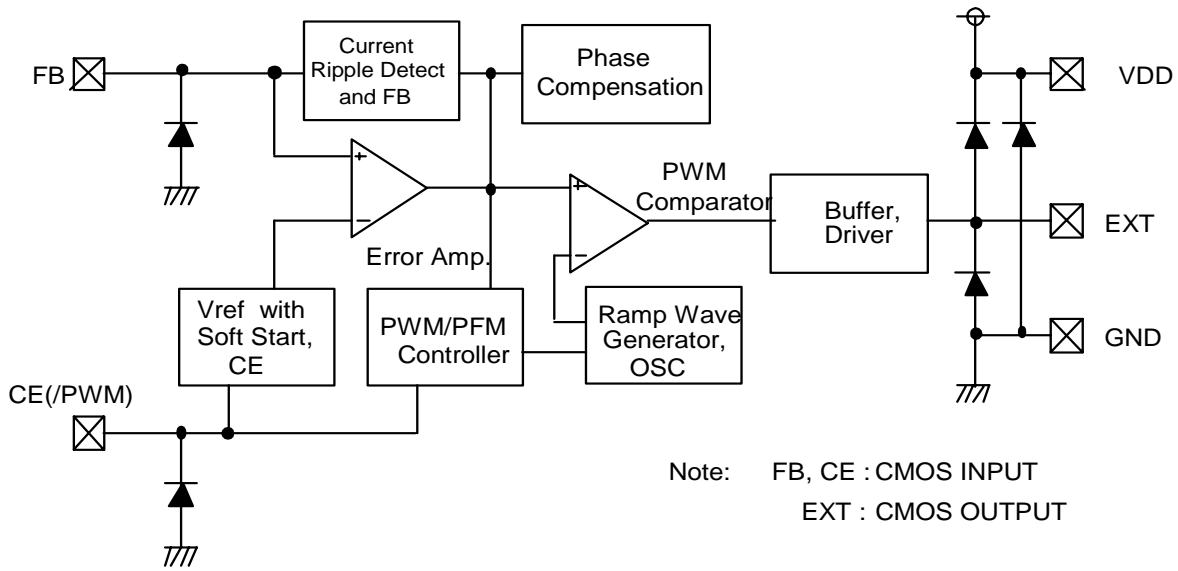 FB
Current
Ripple Detect
and FB
Phase
Compensation
VDD
+
−
Error Amp.
+
−
PWM
Comparator
Buffer,
Driver
EXT
Vref with
Soft Start,
CE
PWM/PFM
Controller
Ramp Wave
Generator,
OSC
GND
CE(/PWM)
Note: FB, CE : CMOS INPUT
EXT : CMOS OUTPUT